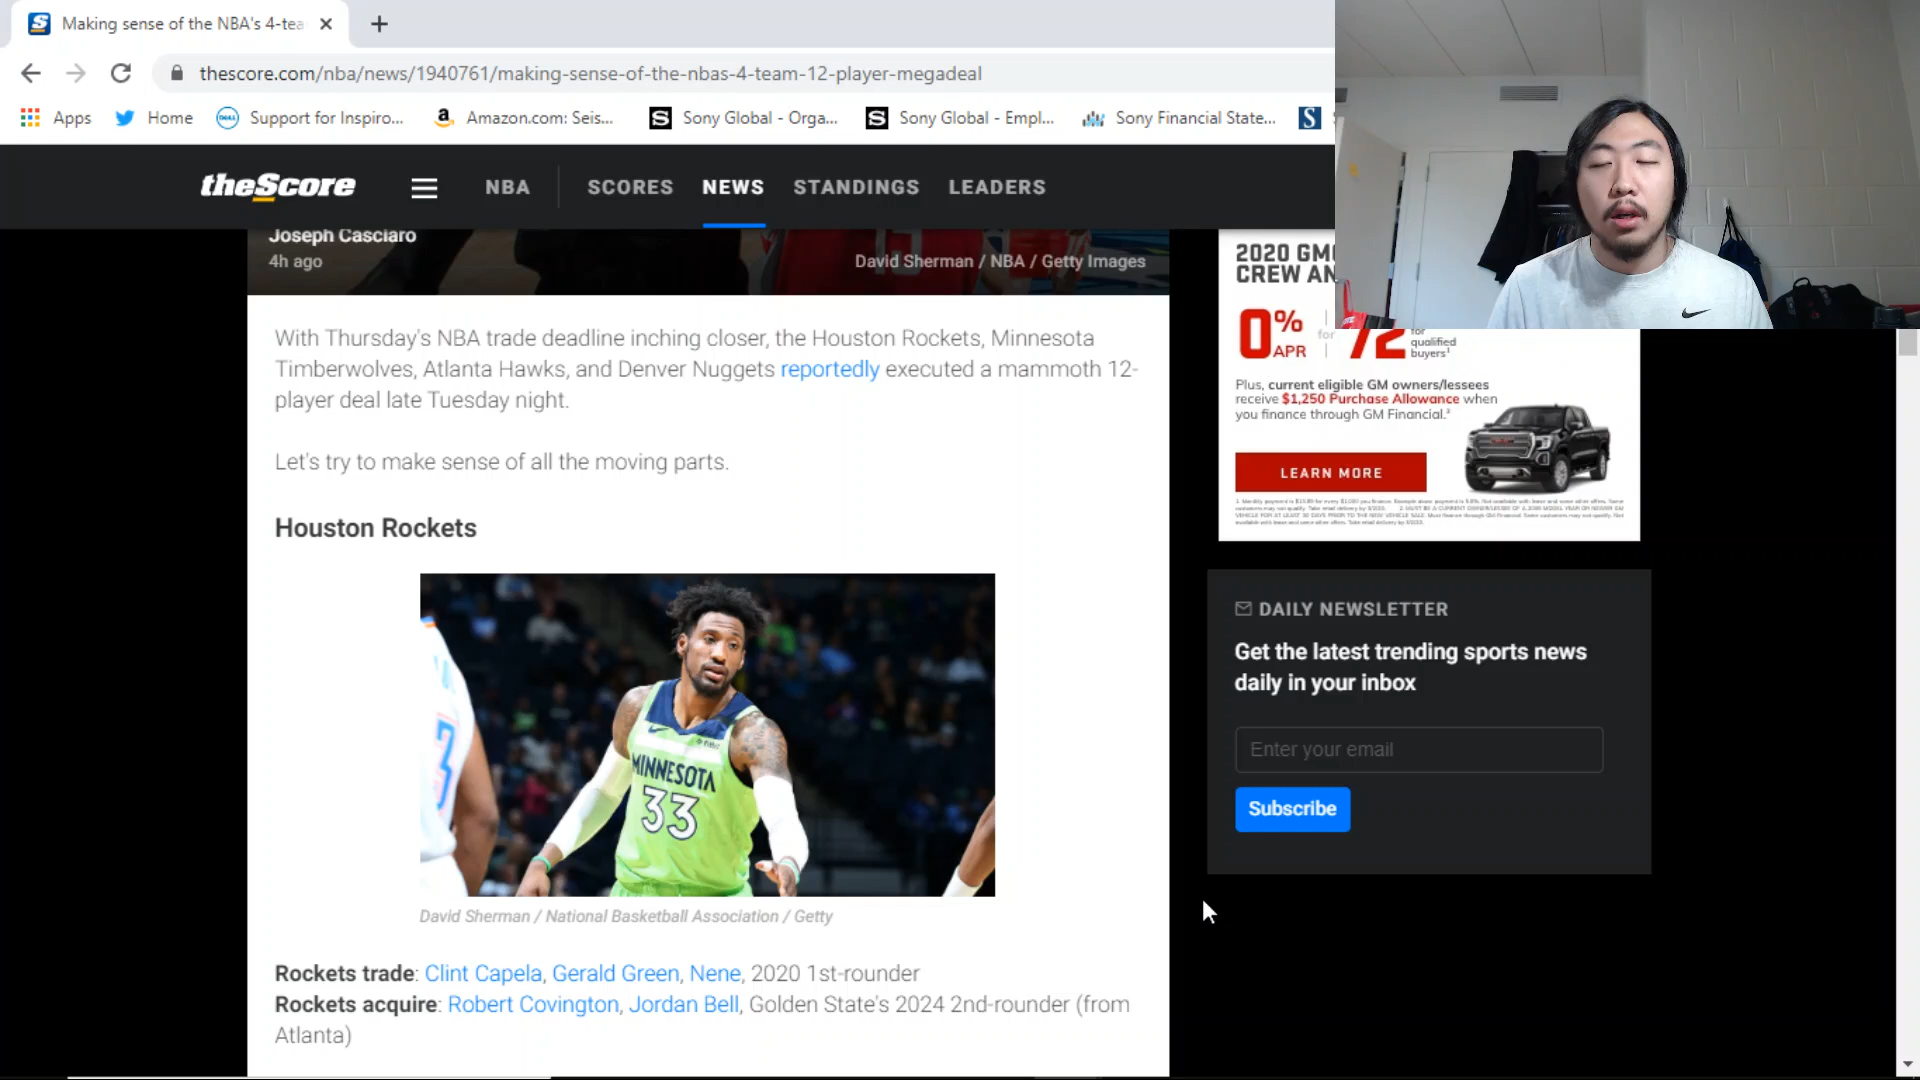 Making sense of the NBA's 4-tea
thescore.com/nba/news/1940761/making-sense-of-the-nbas-4-team-12-player-megadeal
Apps Home Support for Inspiro... Amazon.com: Seis... Sony Global - Orga... Sony Global - Empl... Sony Financial State...
theScore NBA SCORES NEWS STANDINGS LEADERS
Joseph Casciaro
4h ago
David Sherman / NBA / Getty Images
With Thursday's NBA trade deadline inching closer, the Houston Rockets, Minnesota
Timberwolves, Atlanta Hawks, and Denver Nuggets reportedly executed a mammoth 12-
player deal late Tuesday night.
Let's try to make sense of all the moving parts.
Houston Rockets
MINNESOTA
33
David Sherman / National Basketball Association / Getty
Rockets trade: Clint Capela, Gerald Green, Nene, 2020 1st-rounder
Rockets acquire: Robert Covington, Jordan Bell, Golden State's 2024 2nd-rounder (from
Atlanta)
2020 GM
CREW AN
0% APR for 72 for qualified buyers¹
Plus, current eligible GM owners/lessees
receive $1,250 Purchase Allowance when
you finance through GM Financial.²
LEARN MORE
DAILY NEWSLETTER
Get the latest trending sports news
daily in your inbox
Enter your email
Subscribe